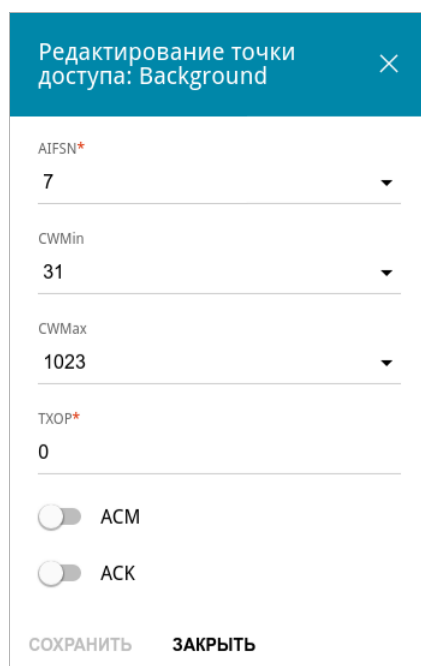 Редактирование точки
доступа: Background
AIFSN*
7
CWMin
31
CWMax
1023
TXOP*
0
ACM
ACK
СОХРАНИТЬ ЗАКРЫТЬ